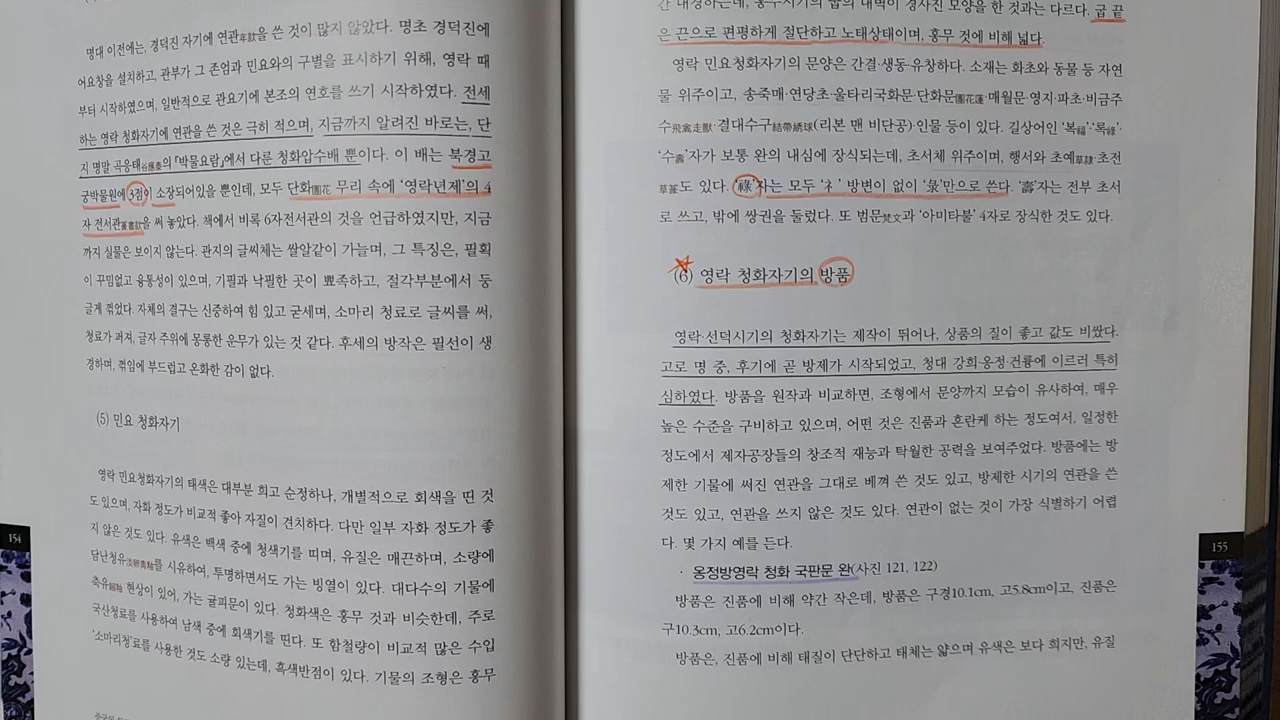 명대 이전에는, 경덕진 자기에 연관年款을 쓴 것이 많지 않았다. 명초 경덕진에
어요창을 설치하고, 관부가 그 존엄과 민요와의 구별을 표시하기 위해, 영락 때
부터 시작하였으며, 일반적으로 관요기에 본조의 연호를 쓰기 시작하였다. 전세
하는 영락 청화자기에 연관을 쓴 것은 극히 적으며, 지금까지 알려진 바로는, 단
지 명말 곡응태谷應泰의 『박물요람』에서 다룬 청화압수배 뿐이다. 이 배는 북경고
궁박물원에 3점이 소장되어있을 뿐인데, 모두 단화團花 무리 속에 ‘영락년제’의 4
자 전서관篆書款을 써 놓았다. 책에서 비록 6자전서관의 것을 언급하였지만, 지금
까지 실물은 보이지 않는다. 관지의 글씨체는 쌀알같이 가늘며, 그 특징은, 필획
이 꾸밈없고 융통성이 있으며, 기필과 낙필한 곳이 뾰족하고, 절각부분에서 둥
글게 꺾었다. 자체의 결구는 신중하여 힘 있고 굳세며, 소마리 청료로 글씨를 써,
청료가 퍼져, 글자 주위에 몽롱한 운무가 있는 것 같다. 후세의 방작은 필선이 생
경하며, 꺾임에 부드럽고 온화한 감이 없다.
(5) 민요 청화자기
영락 민요청화자기의 태색은 대부분 희고 순정하나, 개별적으로 회색을 띤 것
도 있으며, 자화 정도가 비교적 좋아 자질이 견치하다. 다만 일부 자화 정도가 좋
지 않은 것도 있다. 유색은 백색 중에 청색기를 띠며, 유질은 매끈하며, 소량에
담난청유淡卵靑釉를 시유하여, 투명하면서도 가는 빙열이 있다. 대다수의 기물에
축유縮釉 현상이 있어, 가는 귤피문이 있다. 청화색은 홍무 것과 비슷한데, 주로
국산청료를 사용하여 남색 중에 회색기를 띤다. 또 함철량이 비교적 많은 수입
‘소마리청’료를 사용한 것도 소량 있는데, 흑색반점이 있다. 기물의 조형은 홍무
154
은 끈으로 편평하게 절단하고 노태상태이며, 홍무 것에 비해 넓다.
영락 민요청화자기의 문양은 간결·생동·유창하다. 소재는 화초와 동물 등 자연
물 위주이고, 송죽매·연당초·울타리국화문·단화문團花蓮·매월문·영지·파초·비금주
수飛禽走獸·결대수구結帶綉球(리본 맨 비단공)·인물 등이 있다. 길상어인 ‘복福’·‘록祿’·
‘수壽’자가 보통 완의 내심에 장식되는데, 초서체 위주이며, 행서와 초예草隸·초전
草篆도 있다. ‘祿’자는 모두 ‘礻’ 방변이 없이 ‘彔’만으로 쓴다. ‘壽’자는 전부 초서
로 쓰고, 밖에 쌍권을 둘렀다. 또 범문梵文과 ‘아미타불’ 4자로 장식한 것도 있다.
(6) 영락 청화자기의 방품
영락·선덕시기의 청화자기는 제작이 뛰어나, 상품의 질이 좋고 값도 비쌌다.
고로 명 중, 후기에 곧 방제가 시작되었고, 청대 강희·옹정·건륭에 이르러 특히
심하였다. 방품을 원작과 비교하면, 조형에서 문양까지 모습이 유사하여, 매우
높은 수준을 구비하고 있으며, 어떤 것은 진품과 혼란케 하는 정도여서, 일정한
정도에서 제자공장들의 창조적 재능과 탁월한 공력을 보여주었다. 방품에는 방
제한 기물에 써진 연관을 그대로 베껴 쓴 것도 있고, 방제한 시기의 연관을 쓴
것도 있고, 연관을 쓰지 않은 것도 있다. 연관이 없는 것이 가장 식별하기 어렵
다. 몇 가지 예를 든다.
· 옹정방영락 청화 국판문 완(사진 121, 122)
방품은 진품에 비해 약간 작은데, 방품은 구경10.1cm, 고5.8cm이고, 진품은
구10.3cm, 고6.2cm이다.
방품은, 진품에 비해 태질이 단단하고 태체는 얇으며 유색은 보다 희지만, 유질
155